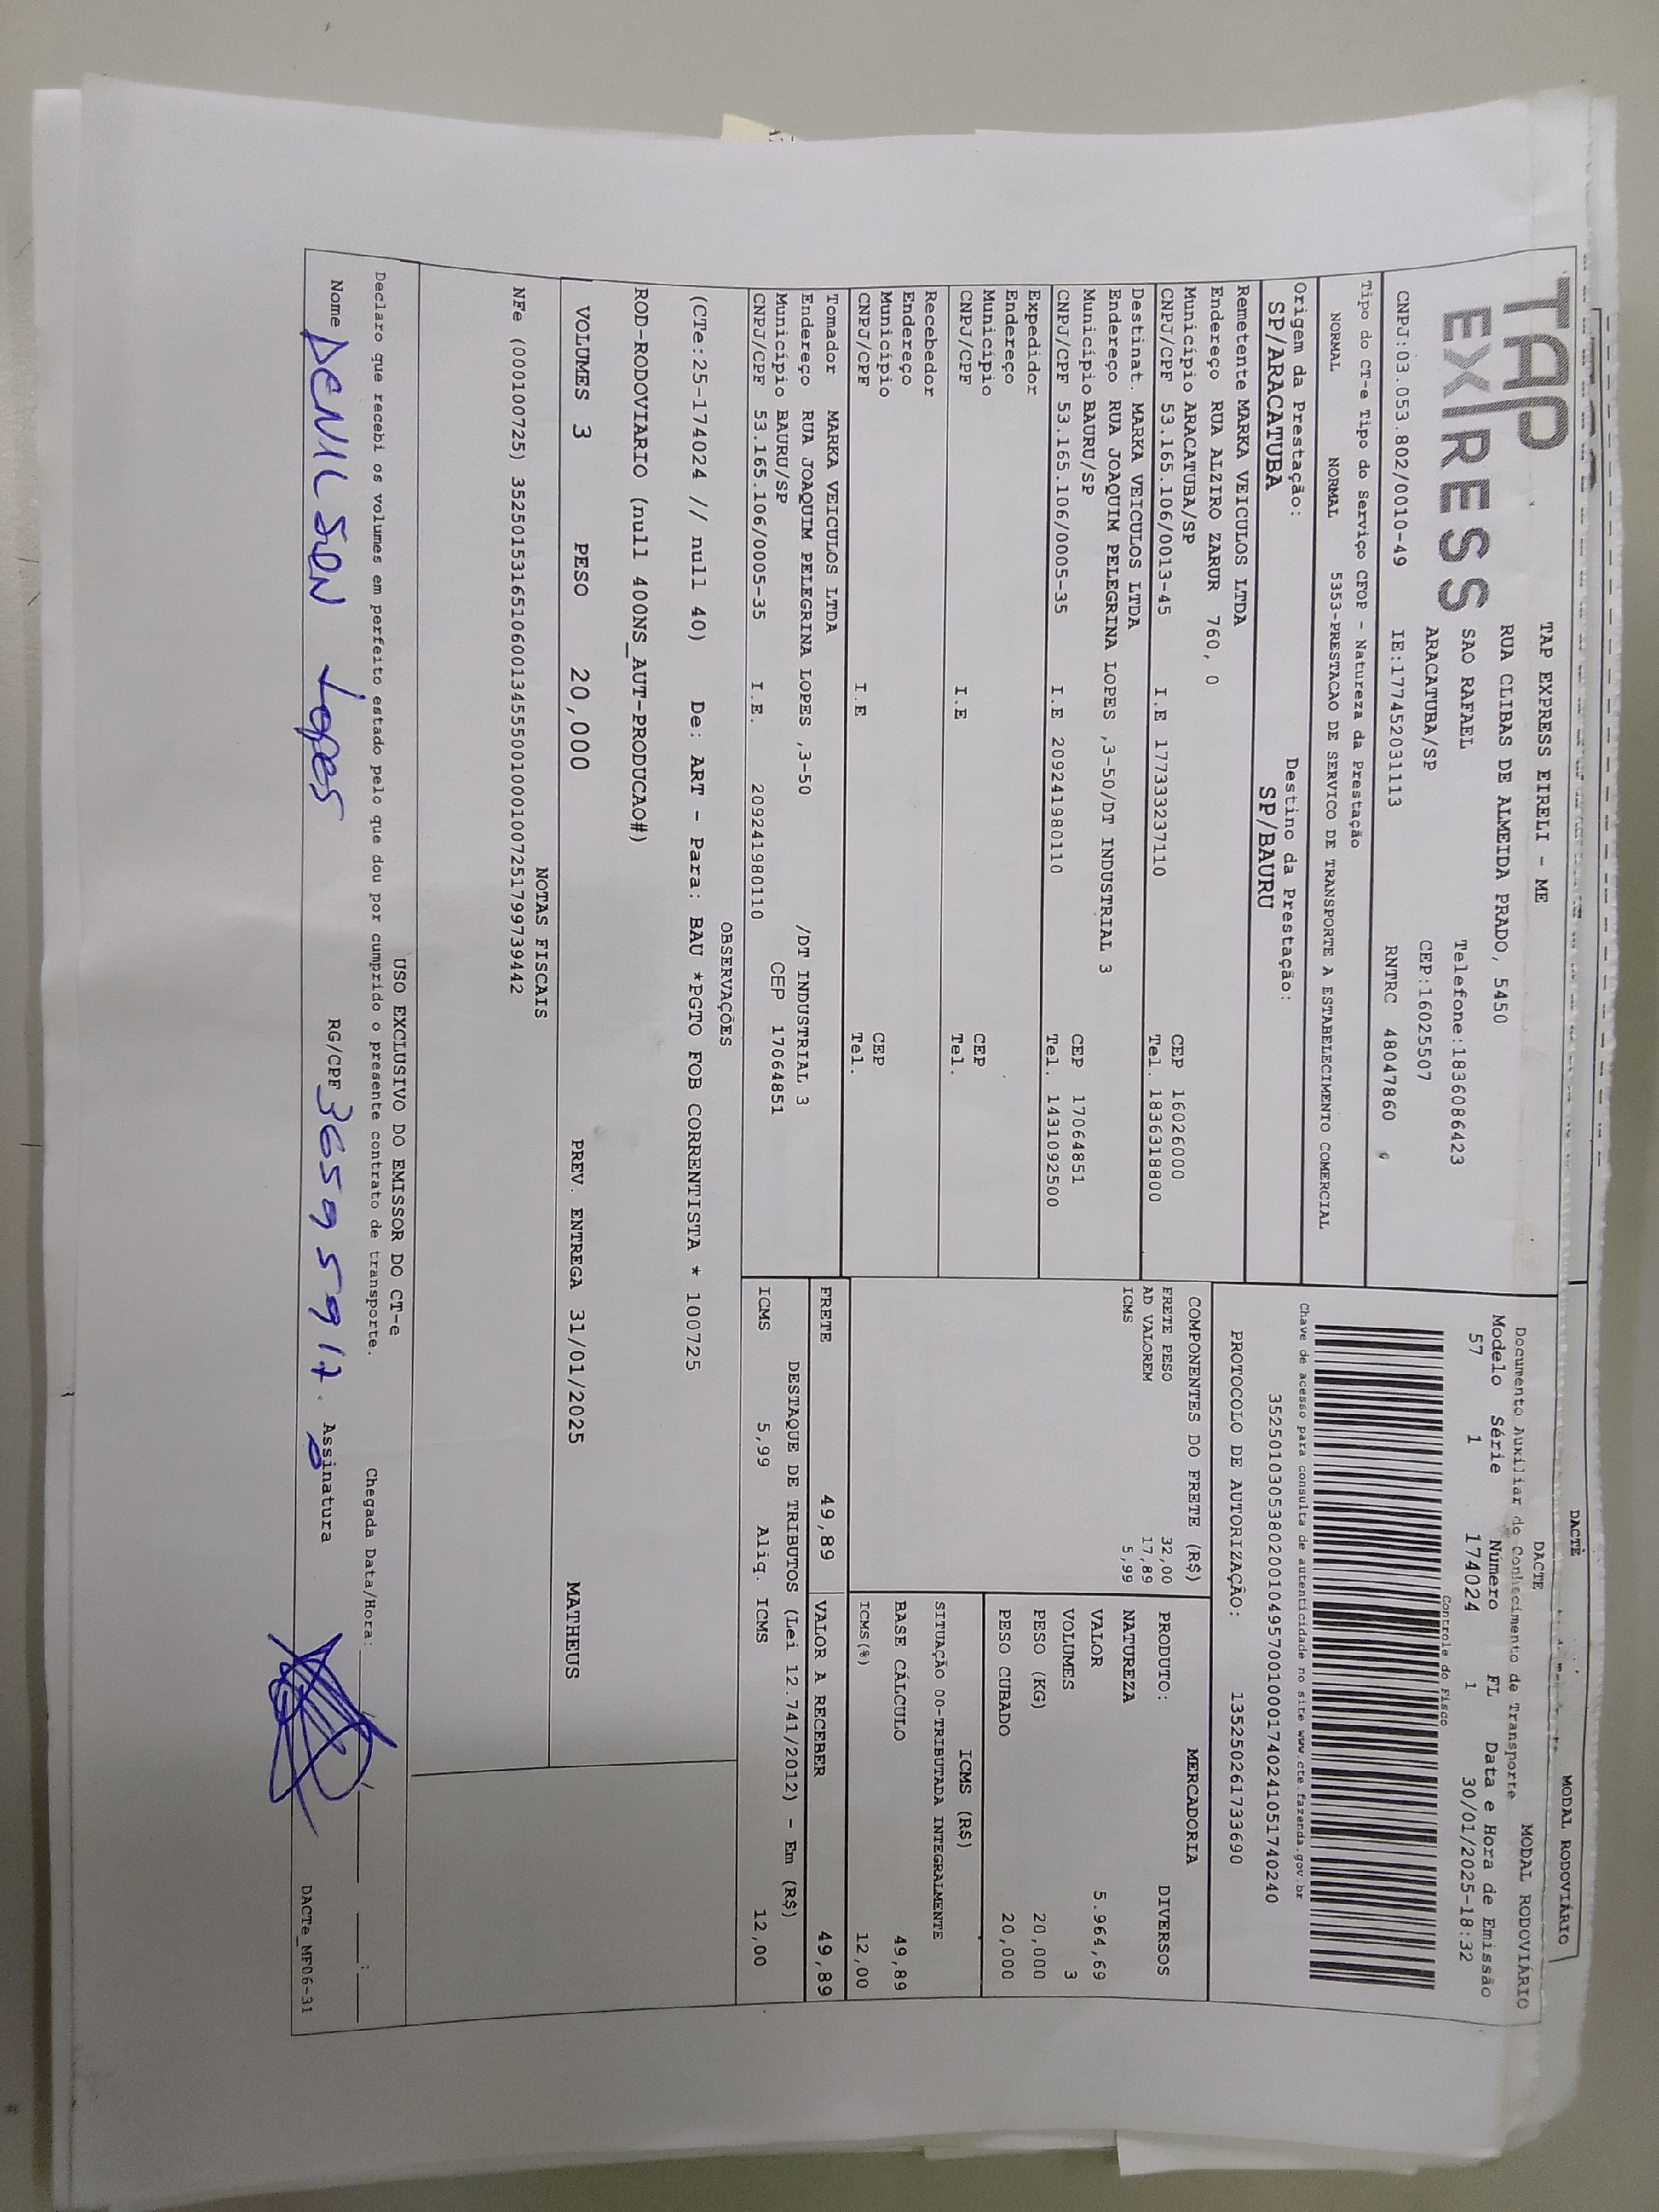 DACTE MODAL RODOVIÁRIO
TAP EXPRESS
TAP EXPRESS EIRELI - ME
RUA CLIBAS DE ALMEIDA PRADO, 5450
SAO RAFAEL Telefone:1836086423
ARACATUBA/SP CEP:16025507
CNPJ:03.053.802/0010-49 IE:177452031113 RNTRC 48047860
DACTE MODAL RODOVIÁRIO
Documento Auxiliar do Conhecimento de Transporte
Modelo Série Número FL Data e Hora de Emissão
57 1 174024 1 30/01/2025-18:32
Controle do Fisco
Tipo do CT-e Tipo do Serviço CFOP - Natureza da Prestação
NORMAL NORMAL 5353-PRESTACAO DE SERVICO DE TRANSPORTE A ESTABELECIMENTO COMERCIAL
Chave de acesso para consulta de autenticidade no site www.cte.fazenda.gov.br
35250103053802001049570010001740241051740240
Origem da Prestação: Destino da Prestação:
SP/ARACATUBA SP/BAURU
PROTOCOLO DE AUTORIZAÇÃO: 135250261733690
Remetente MARKA VEICULOS LTDA
Endereço RUA ALZIRO ZARUR 760, 0
Município ARACATUBA/SP CEP 16026000
CNPJ/CPF 53.165.106/0013-45 I.E 177333237110 Tel. 1836318800
Destinat. MARKA VEICULOS LTDA
Endereço RUA JOAQUIM PELEGRINA LOPES ,3-50/DT INDUSTRIAL 3
Município BAURU/SP CEP 17064851
CNPJ/CPF 53.165.106/0005-35 I.E 209241980110 Tel. 1431092500
Expedidor
Endereço
Município CEP
CNPJ/CPF I.E Tel.
Recebedor
Endereço
Município CEP
CNPJ/CPF I.E Tel.
Tomador MARKA VEICULOS LTDA
Endereço RUA JOAQUIM PELEGRINA LOPES ,3-50 /DT INDUSTRIAL 3
Município BAURU/SP CEP 17064851
CNPJ/CPF 53.165.106/0005-35 I.E. 209241980110
COMPONENTES DO FRETE (R$)
FRETE PESO 32,00
AD VALOREM 17,89
ICMS 5,99
MERCADORIA
PRODUTO: DIVERSOS
NATUREZA
VALOR 5.964,69
VOLUMES 3
PESO (KG) 20,000
PESO CUBADO 20,000
ICMS (R$)
SITUAÇÃO 00-TRIBUTADA INTEGRALMENTE
BASE CÁLCULO 49,89
ICMS(%) 12,00
FRETE 49,89 VALOR A RECEBER 49,89
DESTAQUE DE TRIBUTOS (Lei 12.741/2012) - Em (R$)
ICMS 5,99 Aliq. ICMS 12,00
OBSERVAÇÕES
(CTe:25-174024 // null 40) De: ART - Para: BAU *PGTO FOB CORRENTISTA * 100725
ROD-RODOVIARIO (null 400NS_AUT-PRODUCAO#)
VOLUMES 3 PESO 20,000 PREV. ENTREGA 31/01/2025 MATHEUS
NOTAS FISCAIS
NFe (000100725) 35250153165106001345550010001007251799739442
USO EXCLUSIVO DO EMISSOR DO CT-e
Declaro que recebi os volumes em perfeito estado pelo que dou por cumprido o presente contrato de transporte. Chegada Data/Hora: ___/___/___ ___:___
Nome DENILSON Lopes RG/CPF 36595917. Assinatura
DACTe_MF06-31